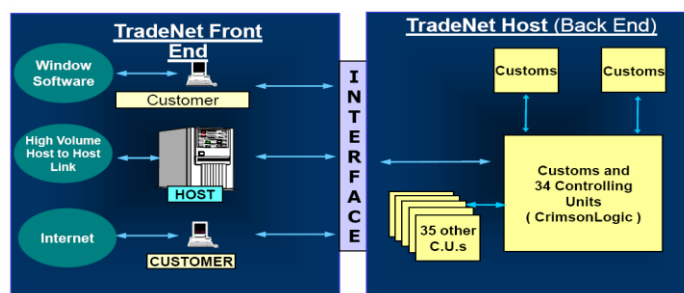 TradeNet Front
End
Window
Software
Customer
High Volume
Host to Host
Link
HOST
Internet
CUSTOMER
INTERFACE
TradeNet Host (Back End)
Customs
Customs
Customs and
34 Controlling
Units
( CrimsonLogic )
35 other
C.U.s